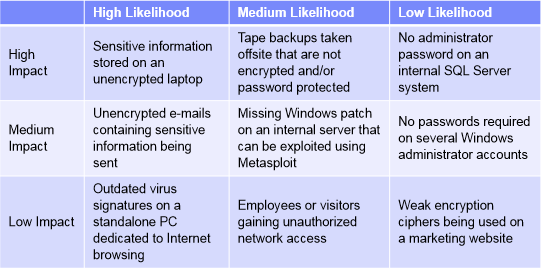 High Likelihood Medium Likelihood Low Likelihood
High
Impact
Sensitive information
stored on an
unencrypted laptop
Tape backups taken
offsite that are not
encrypted and/or
password protected
No administrator
password on an
internal SQL Server
system
Medium
Impact
Unencrypted e-mails
containing sensitive
information being
sent
Missing Windows patch
on an internal server that
can be exploited using
Metasploit
No passwords required
on several Windows
administrator accounts
Low Impact
Outdated virus
signatures on a
standalone PC
dedicated to Internet
browsing
Employees or visitors
gaining unauthorized
network access
Weak encryption
ciphers being used on
a marketing website